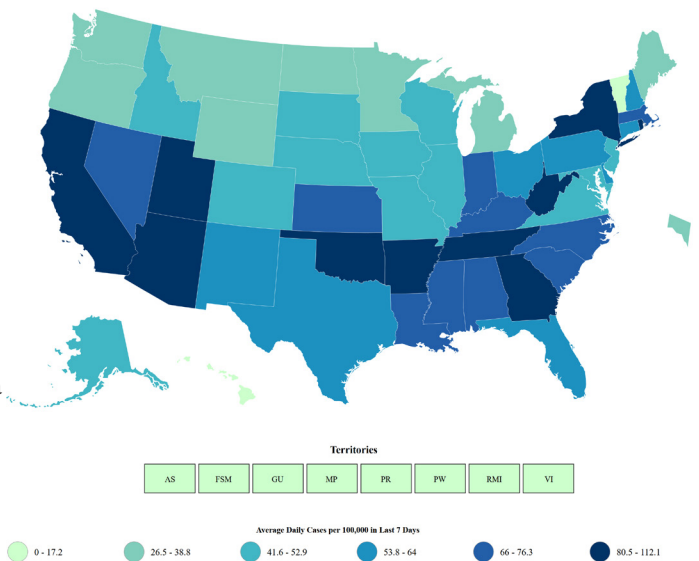 Territories
AS FSM GU MP PR PW RMI VI
Average Daily Cases per 100,000 in Last 7 Days
0 - 17.2 26.5 - 38.8 41.6 - 52.9 53.8 - 64 66 - 76.3 80.5 - 112.1